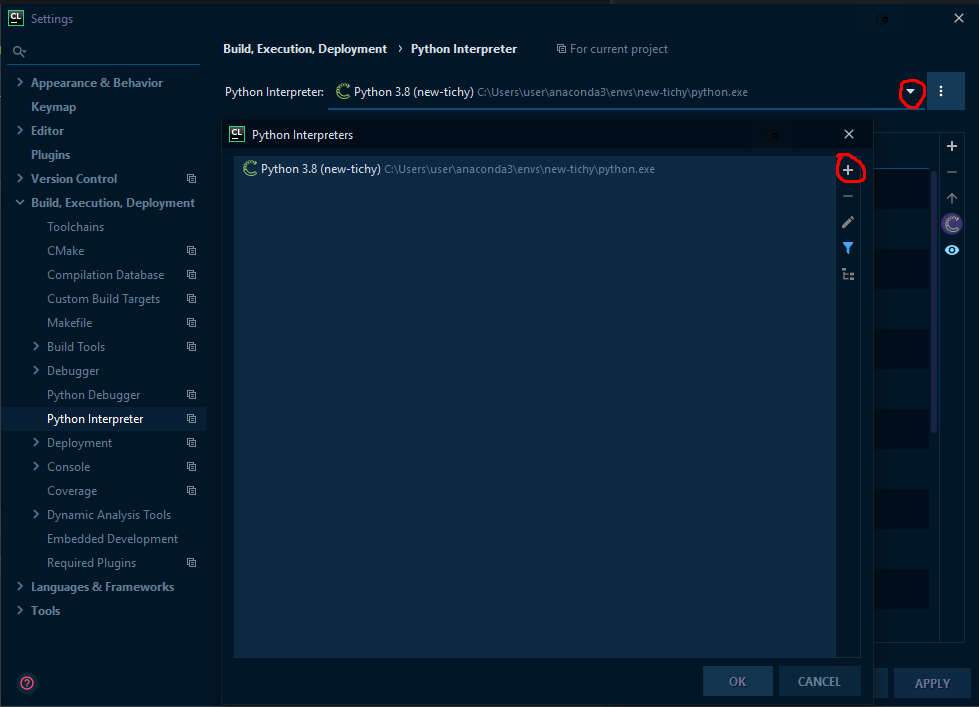 CL Settings
Build, Execution, Deployment › Python Interpreter For current project
Appearance & Behavior
Python Interpreter: Python 3.8 (new-tichy) C:\Users\user\anaconda3\envs\new-tichy\python.exe
Keymap
Editor
CL Python Interpreters
Plugins
Python 3.8 (new-tichy) C:\Users\user\anaconda3\envs\new-tichy\python.exe
Version Control
Build, Execution, Deployment
Toolchains
CMake
Compilation Database
Custom Build Targets
Makefile
Build Tools
Debugger
Python Debugger
Python Interpreter
Deployment
Console
Coverage
Dynamic Analysis Tools
Embedded Development
Required Plugins
Languages & Frameworks
Tools
OK CANCEL
APPLY